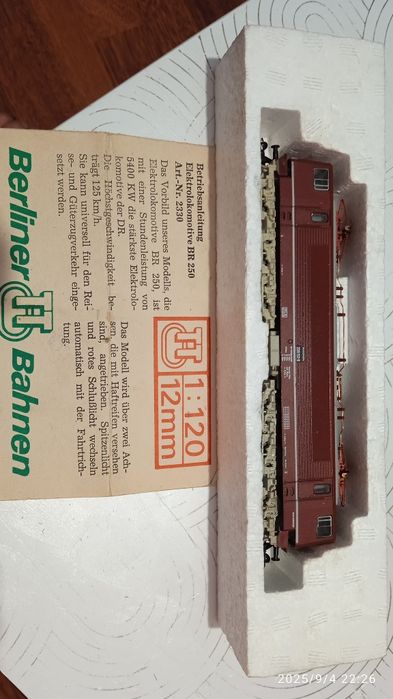 Betriebsanleitung
Elektrolokomotive BR 250
Art.-Nr. 2330
Das Vorbild unseres Modells, die
Elektrolokomotive BR 250, ist
mit einer Stundenleistung von
5400 KW die stärkste Elektrolo-
komotive der DR.
Die Höchstgeschwindigkeit be-
trägt 125 km/h.
Sie kann universell für den Rei-
se- und Güterzugverkehr einge-
setzt werden.
1:120
12mm
Das Modell wird über zwei Ach-
sen, die mit Haftreifen versehen
sind, angetrieben. Spitzenlicht
und rotes Schlußlicht wechseln
automatisch mit der Fahrtrich-
tung.
Berliner Bahnen
2025/9/4 22:26